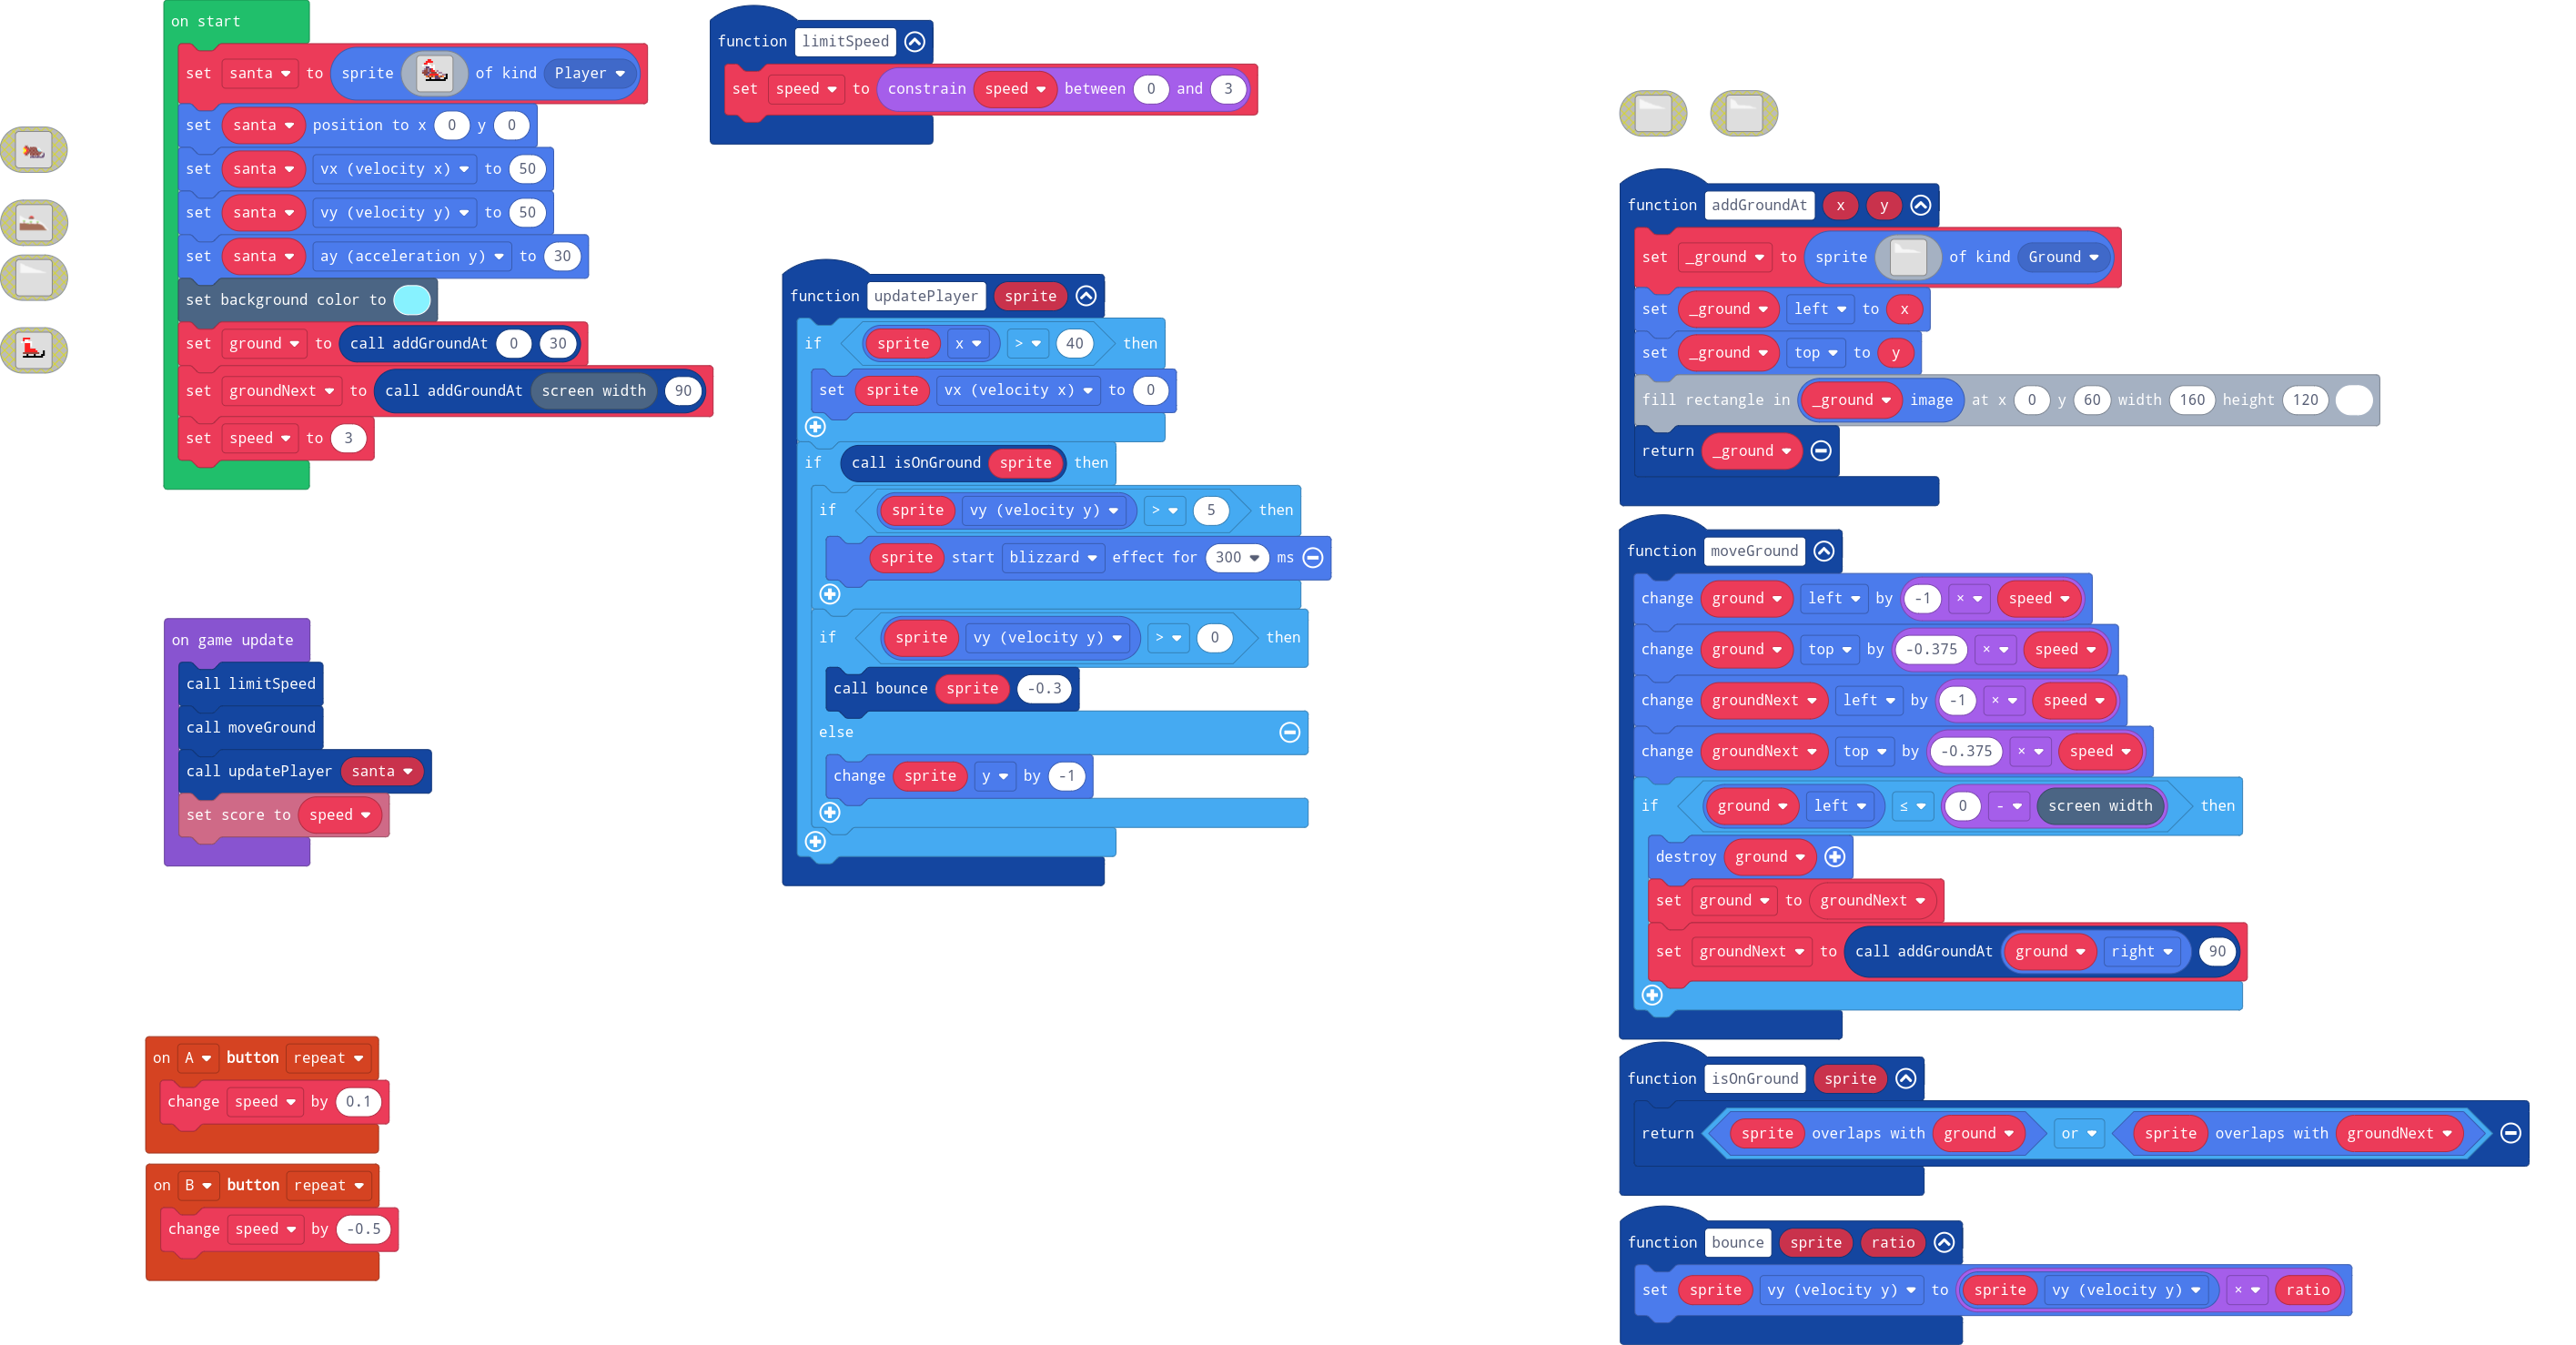 on start
set santa to sprite of kind Player
set santa position to x 0 y 0
set santa vx (velocity x) to 50
set santa vy (velocity y) to 50
set santa ay (acceleration y) to 30
set background color to
set ground to call addGroundAt 0 30
set groundNext to call addGroundAt screen width 90
set speed to 3
on game update
call limitSpeed
call moveGround
call updatePlayer santa
set score to speed
on A button repeat
change speed by 0.1
on B button repeat
change speed by -0.5
function limitSpeed
set speed to constrain speed between 0 and 3
function updatePlayer sprite
if sprite x > 40 then
set sprite vx (velocity x) to 0
if call isOnGround sprite then
if sprite vy (velocity y) > 5 then
sprite start blizzard effect for 300 ms
if sprite vy (velocity y) > 0 then
call bounce sprite -0.3
else
change sprite y by -1
function addGroundAt x y
set _ground to sprite of kind Ground
set _ground left to x
set _ground top to y
fill rectangle in _ground image at x 0 y 60 width 160 height 120
return _ground
function moveGround
change ground left by -1 × speed
change ground top by -0.375 × speed
change groundNext left by -1 × speed
change groundNext top by -0.375 × speed
if ground left ≤ 0 - screen width then
destroy ground
set ground to groundNext
set groundNext to call addGroundAt ground right 90
function isOnGround sprite
return sprite overlaps with ground or sprite overlaps with groundNext
function bounce sprite ratio
set sprite vy (velocity y) to sprite vy (velocity y) × ratio